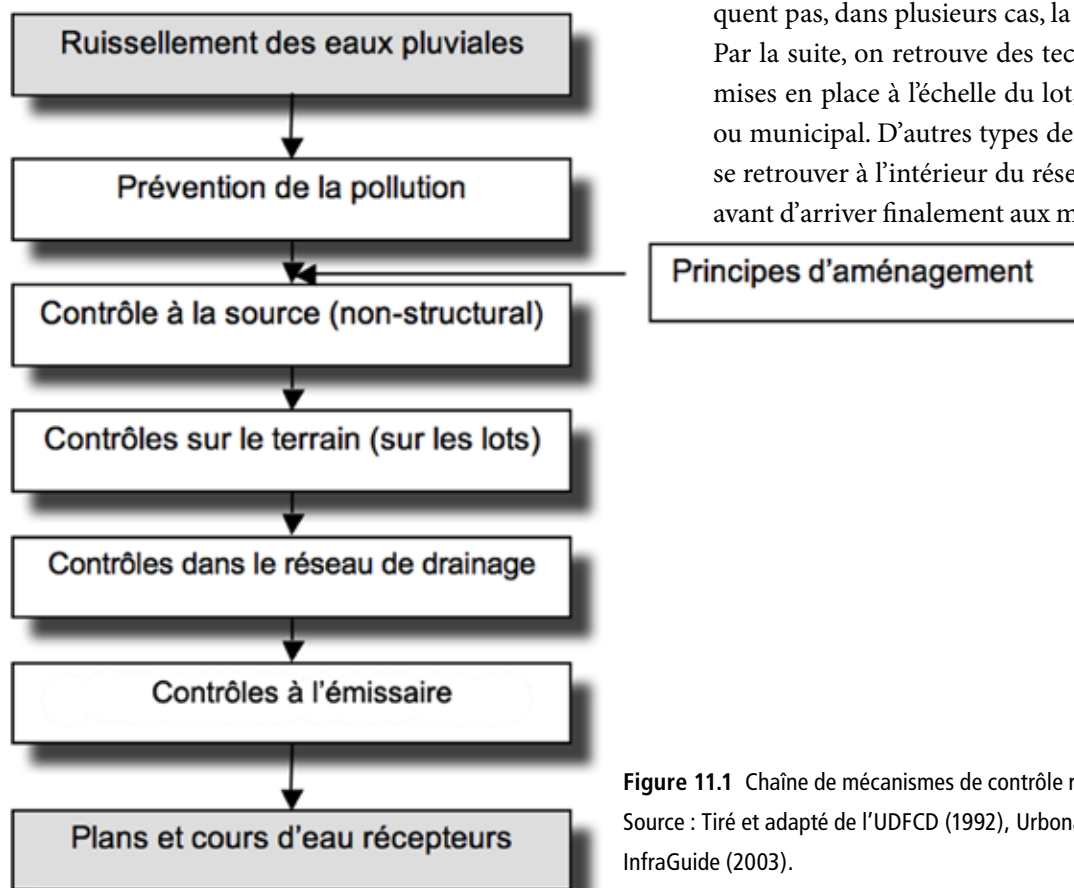 Ruissellement des eaux pluviales
Prévention de la pollution
Principes d'aménagement
Contrôle à la source (non-structural)
Contrôles sur le terrain (sur les lots)
Contrôles dans le réseau de drainage
Contrôles à l'émissaire
Plans et cours d'eau récepteurs
quent pas, dans plusieurs cas, la
Par la suite, on retrouve des tec
mises en place à l'échelle du lot,
ou municipal. D'autres types de
se retrouver à l'intérieur du rése
avant d'arriver finalement aux m
Figure 11.1 Chaîne de mécanismes de contrôle r
Source : Tiré et adapté de l'UDFCD (1992), Urbona
InfraGuide (2003).